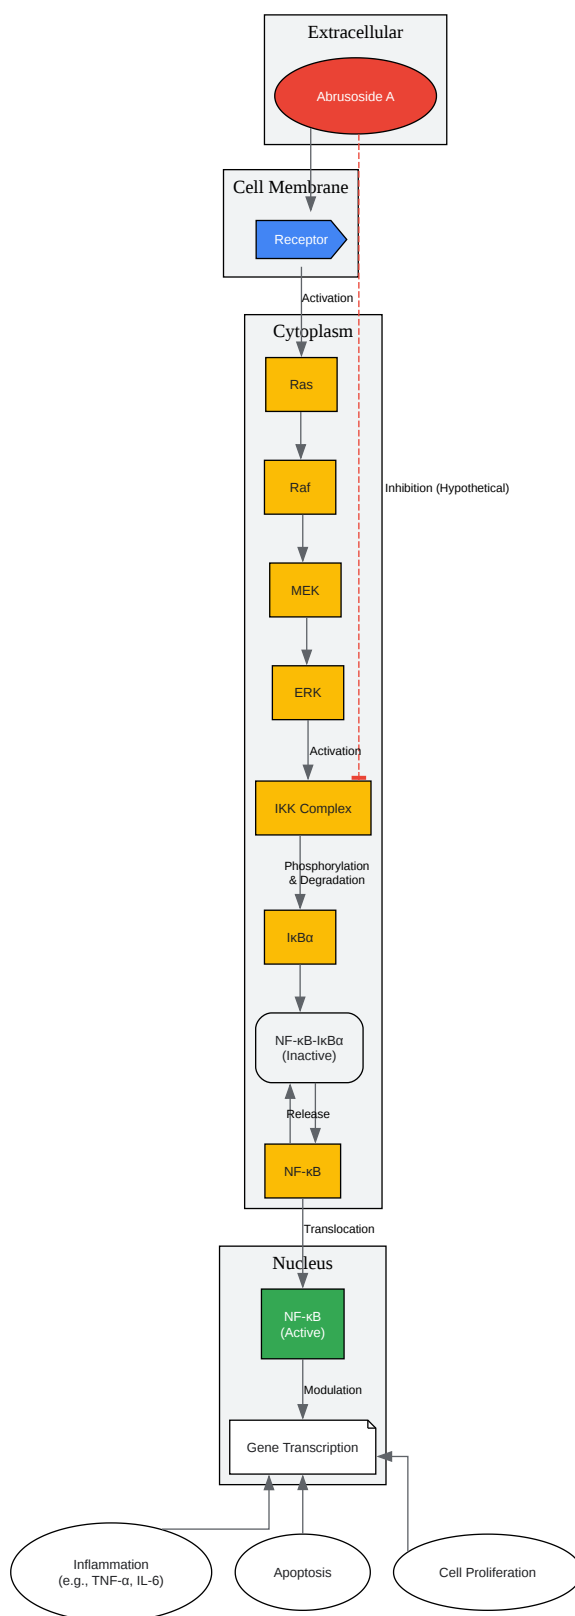 Extracellular
Abrusoside A
Cell Membrane
Receptor
Activation
Cytoplasm
Ras
Raf
Inhibition (Hypothetical)
MEK
ERK
Activation
IKK Complex
Phosphorylation
& Degradation
IκBα
NF-κB-IκBα
(Inactive)
Release
NF-κB
Translocation
Nucleus
NF-κB
(Active)
Modulation
Gene Transcription
Inflammation
(e.g., TNF-α, IL-6)
Apoptosis
Cell Proliferation